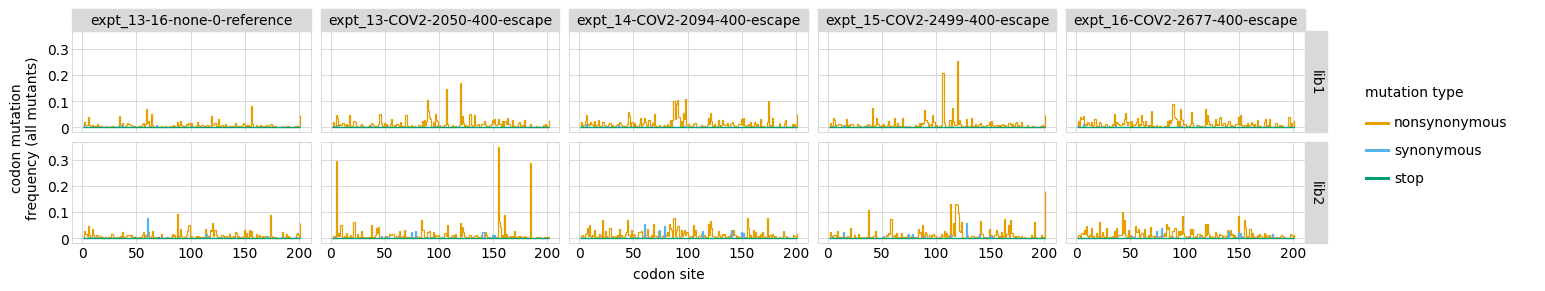 expt_13-16-none-0-reference expt_13-COV2-2050-400-escape expt_14-COV2-2094-400-escape expt_15-COV2-2499-400-escape expt_16-COV2-2677-400-escape
codon mutation
frequency (all mutants)
0.3
0.2
0.1
0
lib1
0.3
0.2
0.1
0
lib2
0 50 100 150 200 0 50 100 150 200 0 50 100 150 200 0 50 100 150 200 0 50 100 150 200
codon site
mutation type
nonsynonymous
synonymous
stop